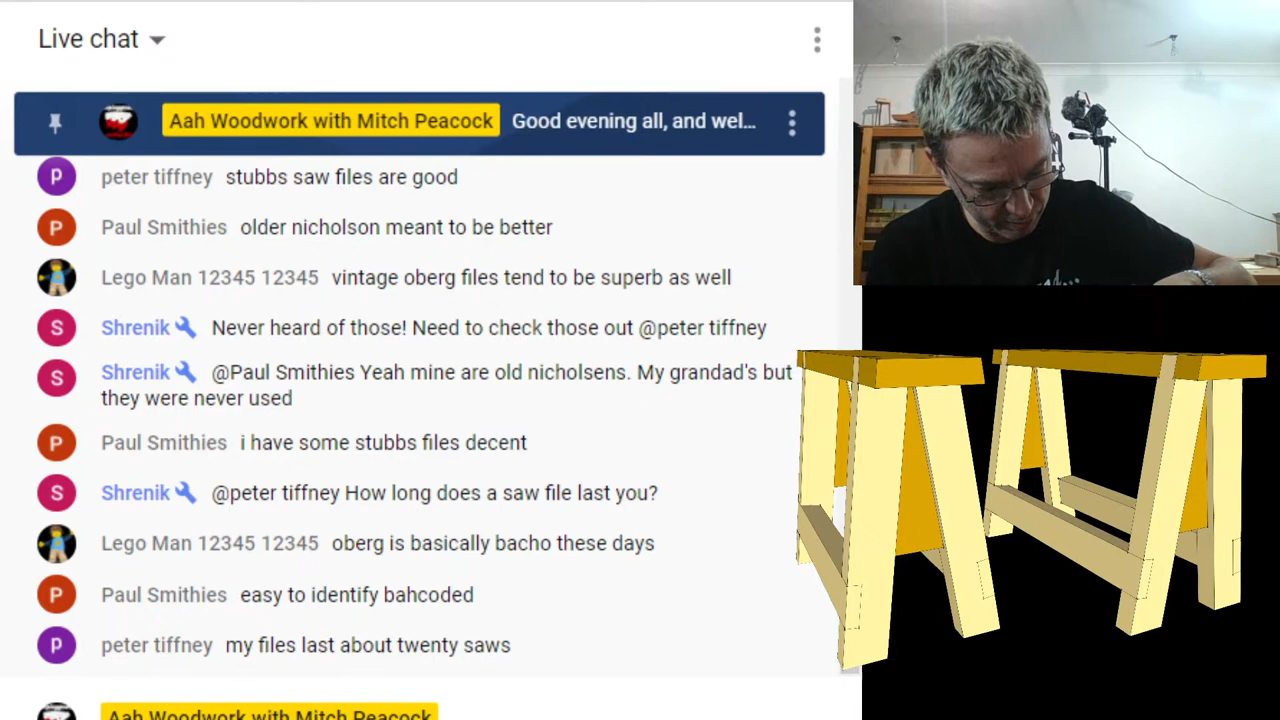 Live chat
Aah Woodwork with Mitch Peacock Good evening all, and wel...
P peter tiffney stubbs saw files are good
P Paul Smithies older nicholson meant to be better
Lego Man 12345 12345 vintage oberg files tend to be superb as well
S Shrenik Never heard of those! Need to check those out @peter tiffney
S Shrenik @Paul Smithies Yeah mine are old nicholsens. My grandad's but
they were never used
P Paul Smithies i have some stubbs files decent
S Shrenik @peter tiffney How long does a saw file last you?
Lego Man 12345 12345 oberg is basically bacho these days
P Paul Smithies easy to identify bahcoded
P peter tiffney my files last about twenty saws
Aah Woodwork with Mitch Peacock